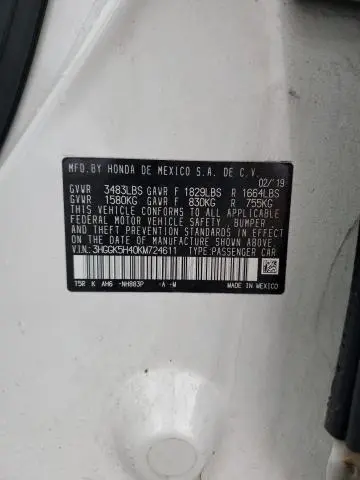 MFD. BY HONDA DE MEXICO S.A. DE C.V.
02/'19
GVWR 3483LBS GAWR F 1829LBS R 1664LBS
GVWR 1580KG GAWR F 830KG R 755KG
THIS VEHICLE CONFORMS TO ALL APPLICABLE
FEDERAL MOTOR VEHICLE SAFETY, BUMPER
AND THEFT PREVENTION STANDARDS IN EFFECT
ON THE DATE OF MANUFACTURE SHOWN ABOVE.
V.I.N.: 3HGGK5H40KM724611 TYPE:PASSENGER CAR
T5R K AH6 -NH883P -A -M
MADE IN
MEXICO